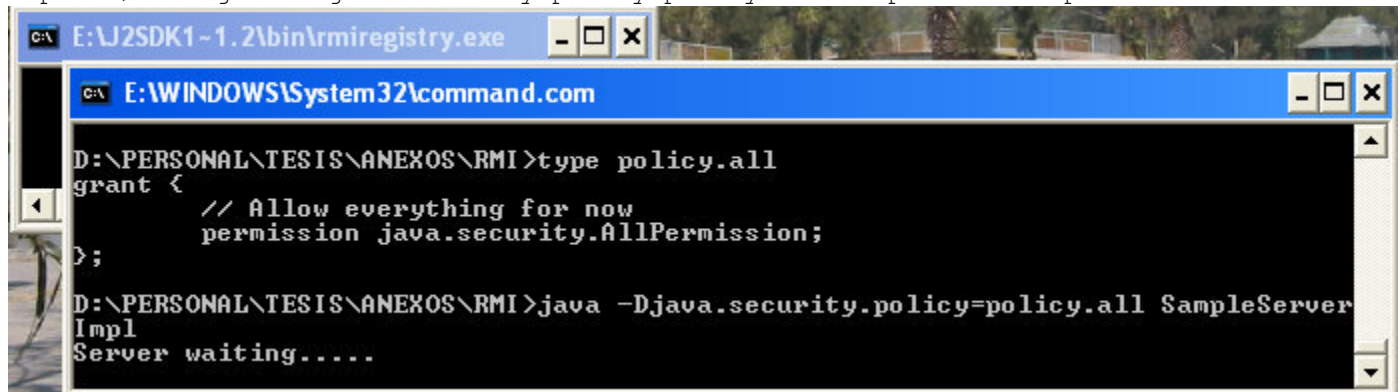 E:\J2SDK1~1.2\bin\rmiregistry.exe
E:\WINDOWS\System32\command.com
D:\PERSONAL\TESIS\ANEXOS\RMI>type policy.all
grant {
// Allow everything for now
permission java.security.AllPermission;
};
D:\PERSONAL\TESIS\ANEXOS\RMI>java -Djava.security.policy=policy.all SampleServer
Impl
Server waiting.....